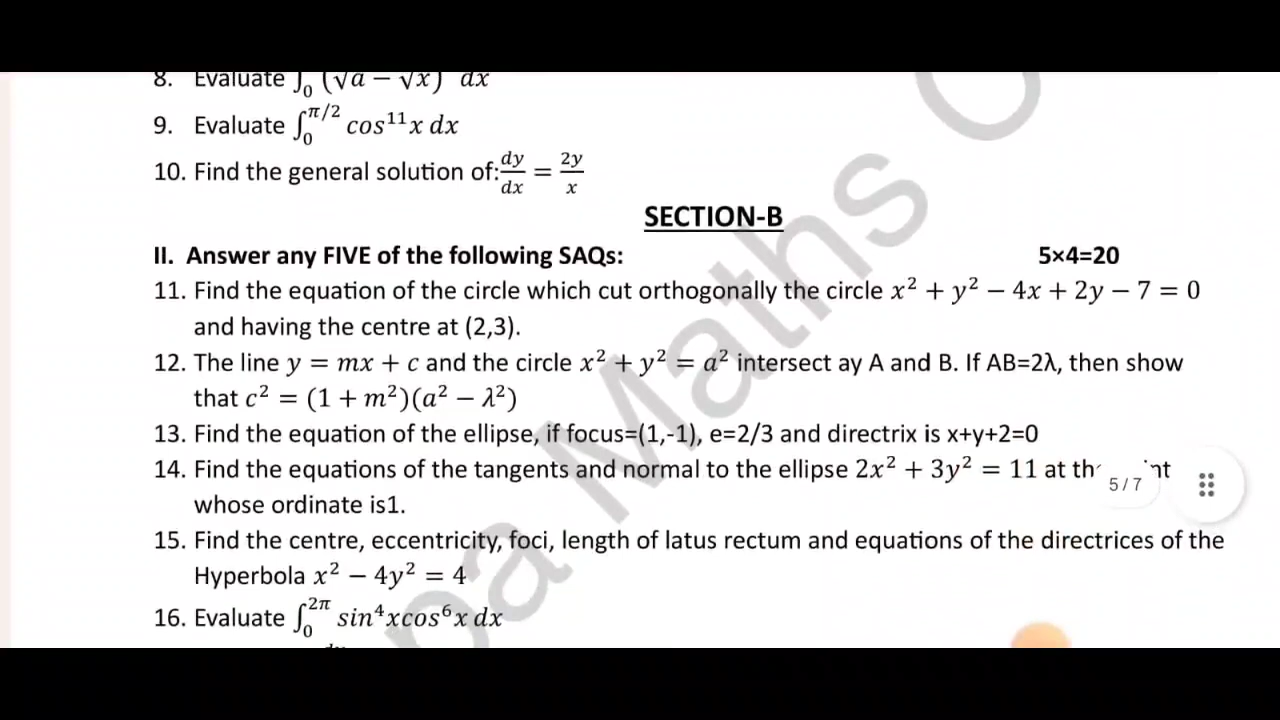 8. Evaluate ∫₀ (√a − √x) dx
9. Evaluate ∫₀^{π/2} cos¹¹x dx
10. Find the general solution of: dy/dx = 2y/x
SECTION-B
II. Answer any FIVE of the following SAQs: 5×4=20
11. Find the equation of the circle which cut orthogonally the circle x² + y² − 4x + 2y − 7 = 0
and having the centre at (2,3).
12. The line y = mx + c and the circle x² + y² = a² intersect ay A and B. If AB=2λ, then show
that c² = (1 + m²)(a² − λ²)
13. Find the equation of the ellipse, if focus=(1,-1), e=2/3 and directrix is x+y+2=0
14. Find the equations of the tangents and normal to the ellipse 2x² + 3y² = 11 at
5/7
whose ordinate is1.
15. Find the centre, eccentricity, foci, length of latus rectum and equations of the directrices of the
Hyperbola x² − 4y² = 4
16. Evaluate ∫₀^{2π} sin⁴xcos⁶x dx
Maths